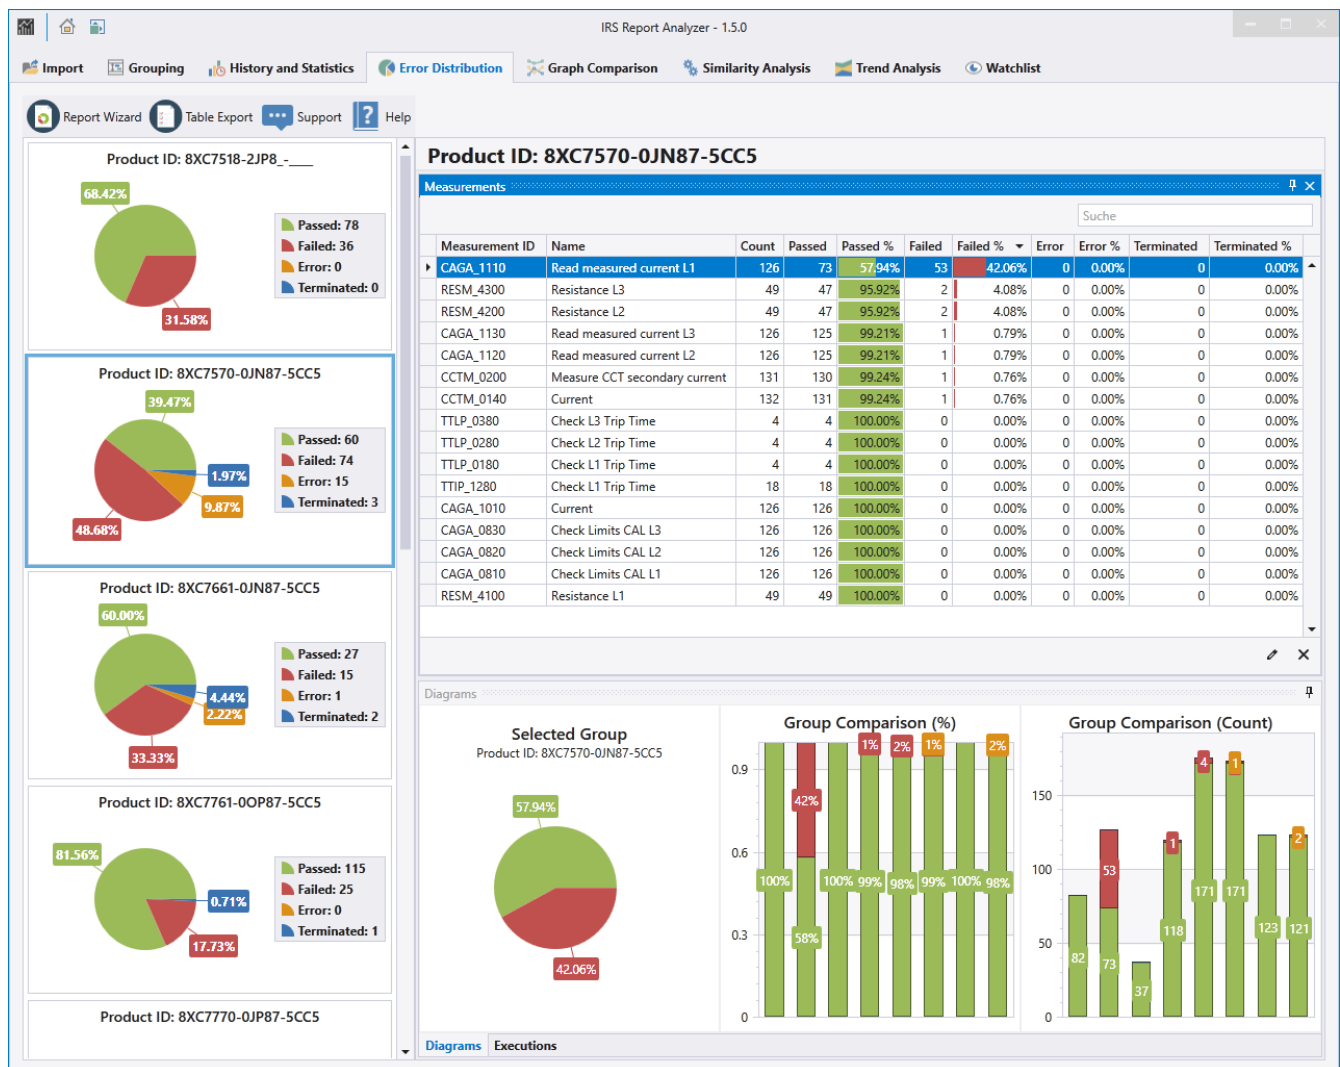 IRS Report Analyzer - 1.5.0
Import Grouping History and Statistics Error Distribution Graph Comparison Similarity Analysis Trend Analysis Watchlist
Report Wizard Table Export Support Help
Product ID: 8XC7518-2JP8_-____
68.42%
Passed: 78
Failed: 36
Error: 0
Terminated: 0
31.58%
Product ID: 8XC7570-0JN87-5CC5
39.47%
Passed: 60
Failed: 74
Error: 15
Terminated: 3
1.97%
9.87%
48.68%
Product ID: 8XC7661-0JN87-5CC5
60.00%
Passed: 27
Failed: 15
Error: 1
Terminated: 2
4.44%
2.22%
33.33%
Product ID: 8XC7761-0OP87-5CC5
81.56%
Passed: 115
Failed: 25
Error: 0
Terminated: 1
0.71%
17.73%
Product ID: 8XC7770-0JP87-5CC5
Product ID: 8XC7570-0JN87-5CC5
Measurements
Suche
Measurement ID Name Count Passed Passed % Failed Failed % Error Error % Terminated Terminated %
CAGA_1110 Read measured current L1 126 73 57.94% 53 42.06% 0 0.00% 0 0.00%
RESM_4300 Resistance L3 49 47 95.92% 2 4.08% 0 0.00% 0 0.00%
RESM_4200 Resistance L2 49 47 95.92% 2 4.08% 0 0.00% 0 0.00%
CAGA_1130 Read measured current L3 126 125 99.21% 1 0.79% 0 0.00% 0 0.00%
CAGA_1120 Read measured current L2 126 125 99.21% 1 0.79% 0 0.00% 0 0.00%
CCTM_0200 Measure CCT secondary current 131 130 99.24% 1 0.76% 0 0.00% 0 0.00%
CCTM_0140 Current 132 131 99.24% 1 0.76% 0 0.00% 0 0.00%
TTLP_0380 Check L3 Trip Time 4 4 100.00% 0 0.00% 0 0.00% 0 0.00%
TTLP_0280 Check L2 Trip Time 4 4 100.00% 0 0.00% 0 0.00% 0 0.00%
TTLP_0180 Check L1 Trip Time 4 4 100.00% 0 0.00% 0 0.00% 0 0.00%
TTIP_1280 Check L1 Trip Time 18 18 100.00% 0 0.00% 0 0.00% 0 0.00%
CAGA_1010 Current 126 126 100.00% 0 0.00% 0 0.00% 0 0.00%
CAGA_0830 Check Limits CAL L3 126 126 100.00% 0 0.00% 0 0.00% 0 0.00%
CAGA_0820 Check Limits CAL L2 126 126 100.00% 0 0.00% 0 0.00% 0 0.00%
CAGA_0810 Check Limits CAL L1 126 126 100.00% 0 0.00% 0 0.00% 0 0.00%
RESM_4100 Resistance L1 49 49 100.00% 0 0.00% 0 0.00% 0 0.00%
Diagrams
Selected Group
Product ID: 8XC7570-0JN87-5CC5
57.94%
42.06%
Group Comparison (%)
1% 2% 1% 2%
0.9
42%
0.6
100% 100% 99% 98% 99% 100% 98%
0.3
58%
0
Group Comparison (Count)
4 1
150
1 2
100
53
171 171
118 123 121
50
82 73
37
0
Diagrams Executions